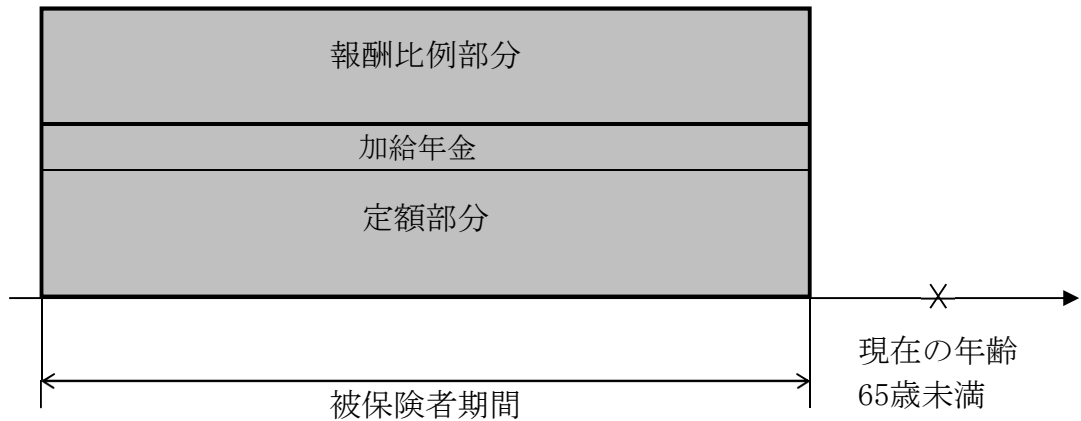 報酬比例部分
加給年金
定額部分
被保険者期間
現在の年齢
65歳未満